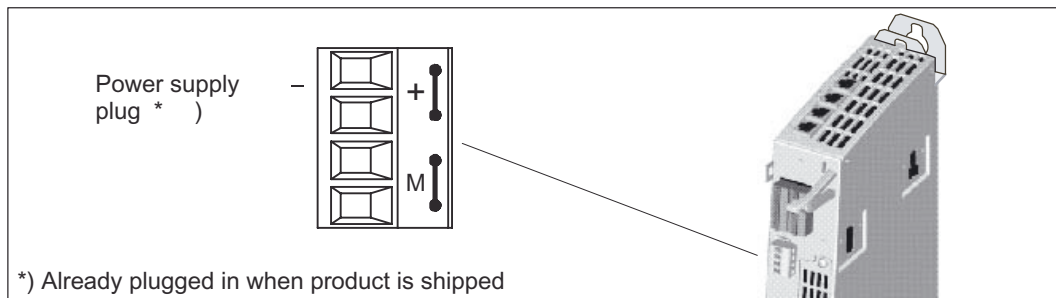 Power supply
plug * )
+
M
*) Already plugged in when product is shipped